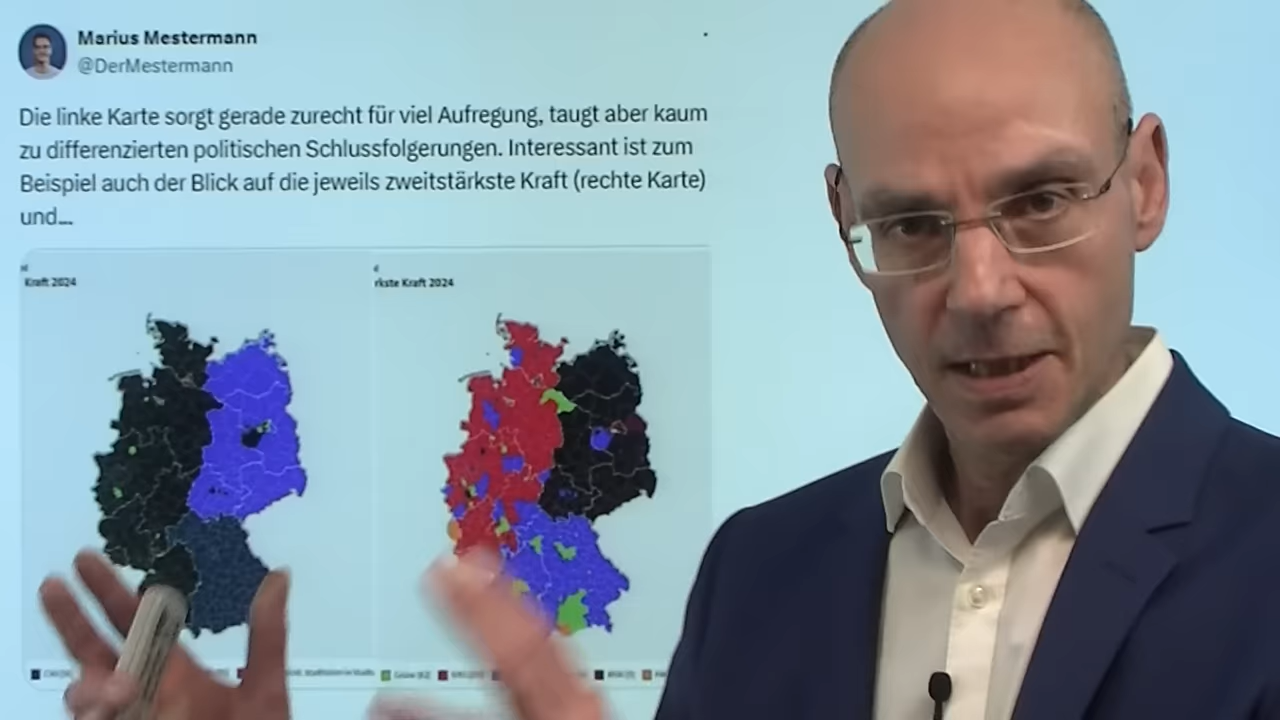 Marius Mestermann
@DerMestermann
Die linke Karte sorgt gerade zurecht für viel Aufregung, taugt aber kaum
zu differenzierten politischen Schlussfolgerungen. Interessant ist zum
Beispiel auch der Blick auf die jeweils zweitstärkste Kraft (rechte Karte)
und...
Kraft 2024
rkste Kraft 2024